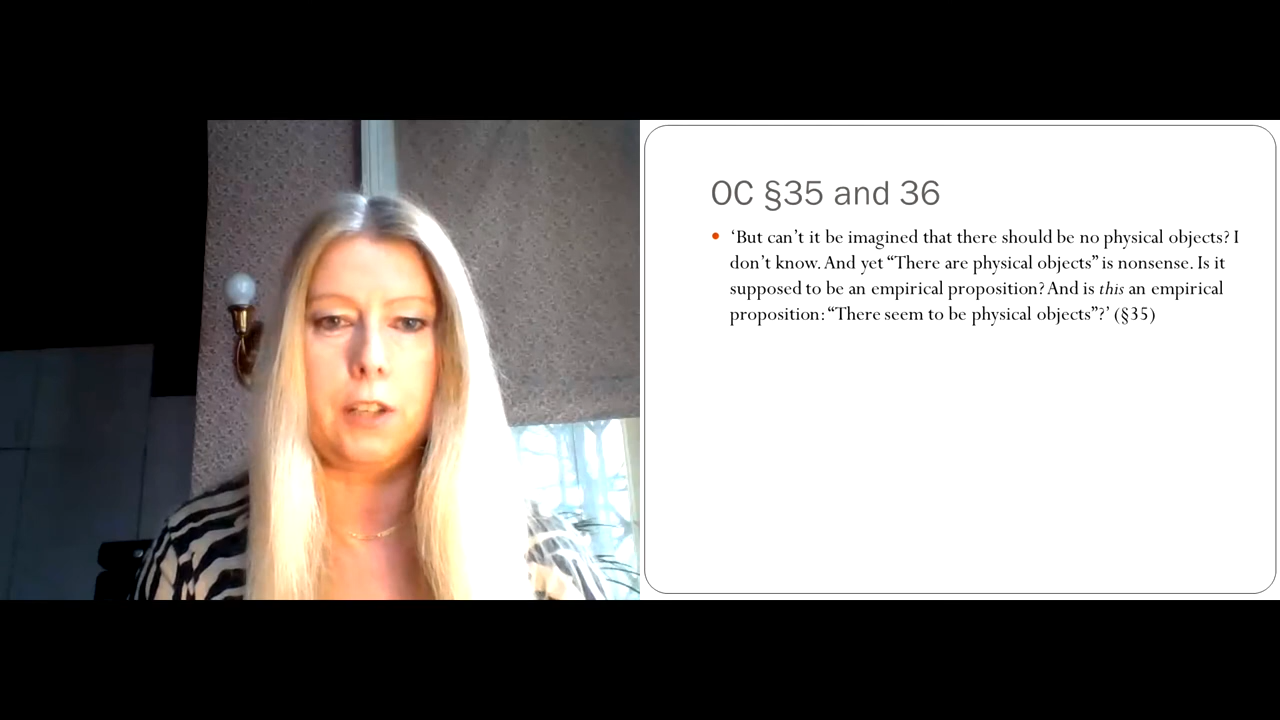 OC §35 and 36
• ‘But can’t it be imagined that there should be no physical objects? I
don’t know. And yet “There are physical objects” is nonsense. Is it
supposed to be an empirical proposition? And is this an empirical
proposition: “There seem to be physical objects”?’ (§35)